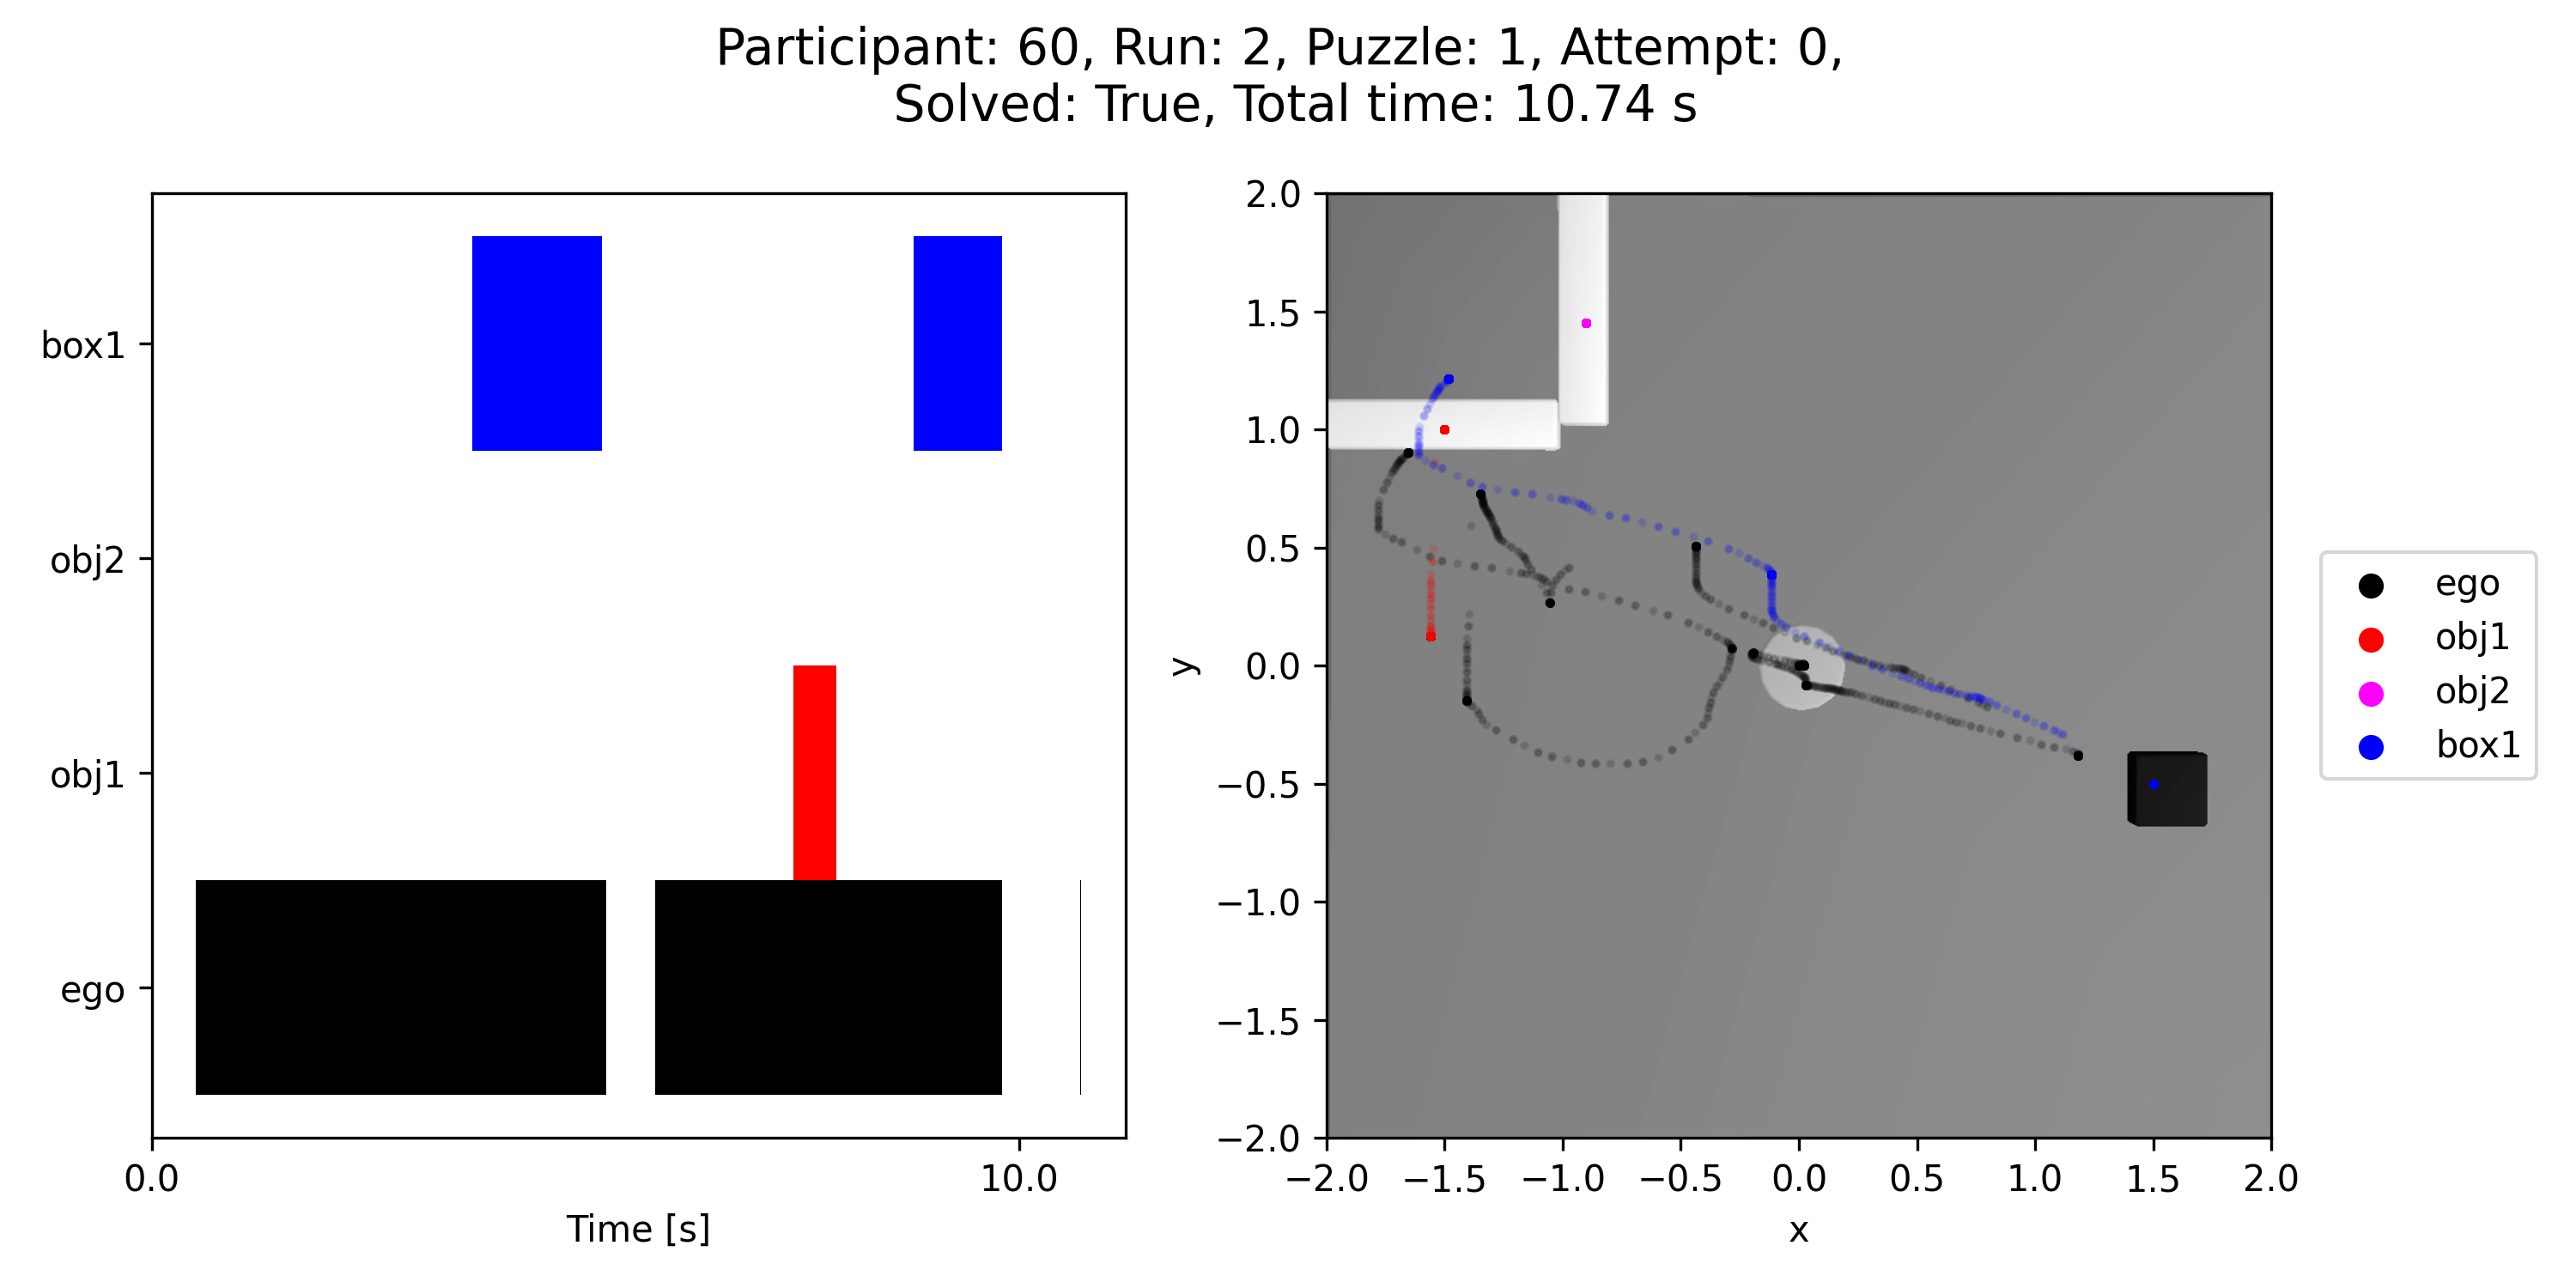 Participant: 60, Run: 2, Puzzle: 1, Attempt: 0,
Solved: True, Total time: 10.74 s
box1
obj2
obj1
ego
0.0
10.0
Time [s]
2.0
1.5
1.0
0.5
0.0
−0.5
−1.0
−1.5
−2.0
y
−2.0
−1.5
−1.0
−0.5
0.0
0.5
1.0
1.5
2.0
x
ego
obj1
obj2
box1